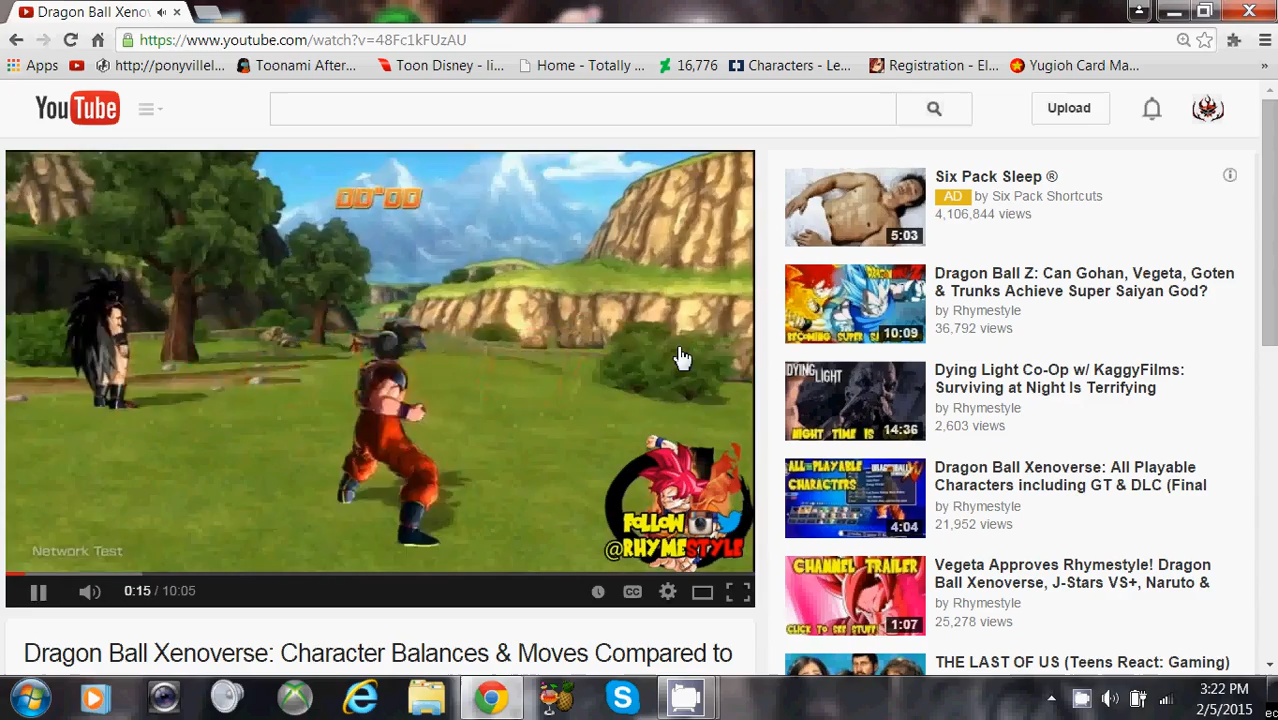 Dragon Ball Xenov
https://www.youtube.com/watch?v=48Fc1kFUzAU
Apps http://ponyvillel... Toonami After... Toon Disney - li... Home - Totally ... 16,776 Characters - Le... Registration - El... Yugioh Card Ma... »
YouTube Upload
00"00
Network Test
FOLLOW
@RHYMESTYLE
0:15 / 10:05 CC
Dragon Ball Xenoverse: Character Balances & Moves Compared to
Six Pack Sleep ®
AD by Six Pack Shortcuts
4,106,844 views
5:03
Dragon Ball Z: Can Gohan, Vegeta, Goten
& Trunks Achieve Super Saiyan God?
by Rhymestyle
36,792 views
BECOMING SUPER
10:09
Dying Light Co-Op w/ KaggyFilms:
Surviving at Night Is Terrifying
by Rhymestyle
2,603 views
DYING
LIGHT
NIGHT TIME IS
14:36
Dragon Ball Xenoverse: All Playable
Characters including GT & DLC (Final
by Rhymestyle
21,952 views
ALL PLAYABLE
CHARACTERS
4:04
Vegeta Approves Rhymestyle! Dragon
Ball Xenoverse, J-Stars VS+, Naruto &
by Rhymestyle
25,278 views
CHANNEL TRAILER
CLICK TO SEE STUFF
1:07
THE LAST OF US (Teens React: Gaming)
3:22 PM
2/5/2015